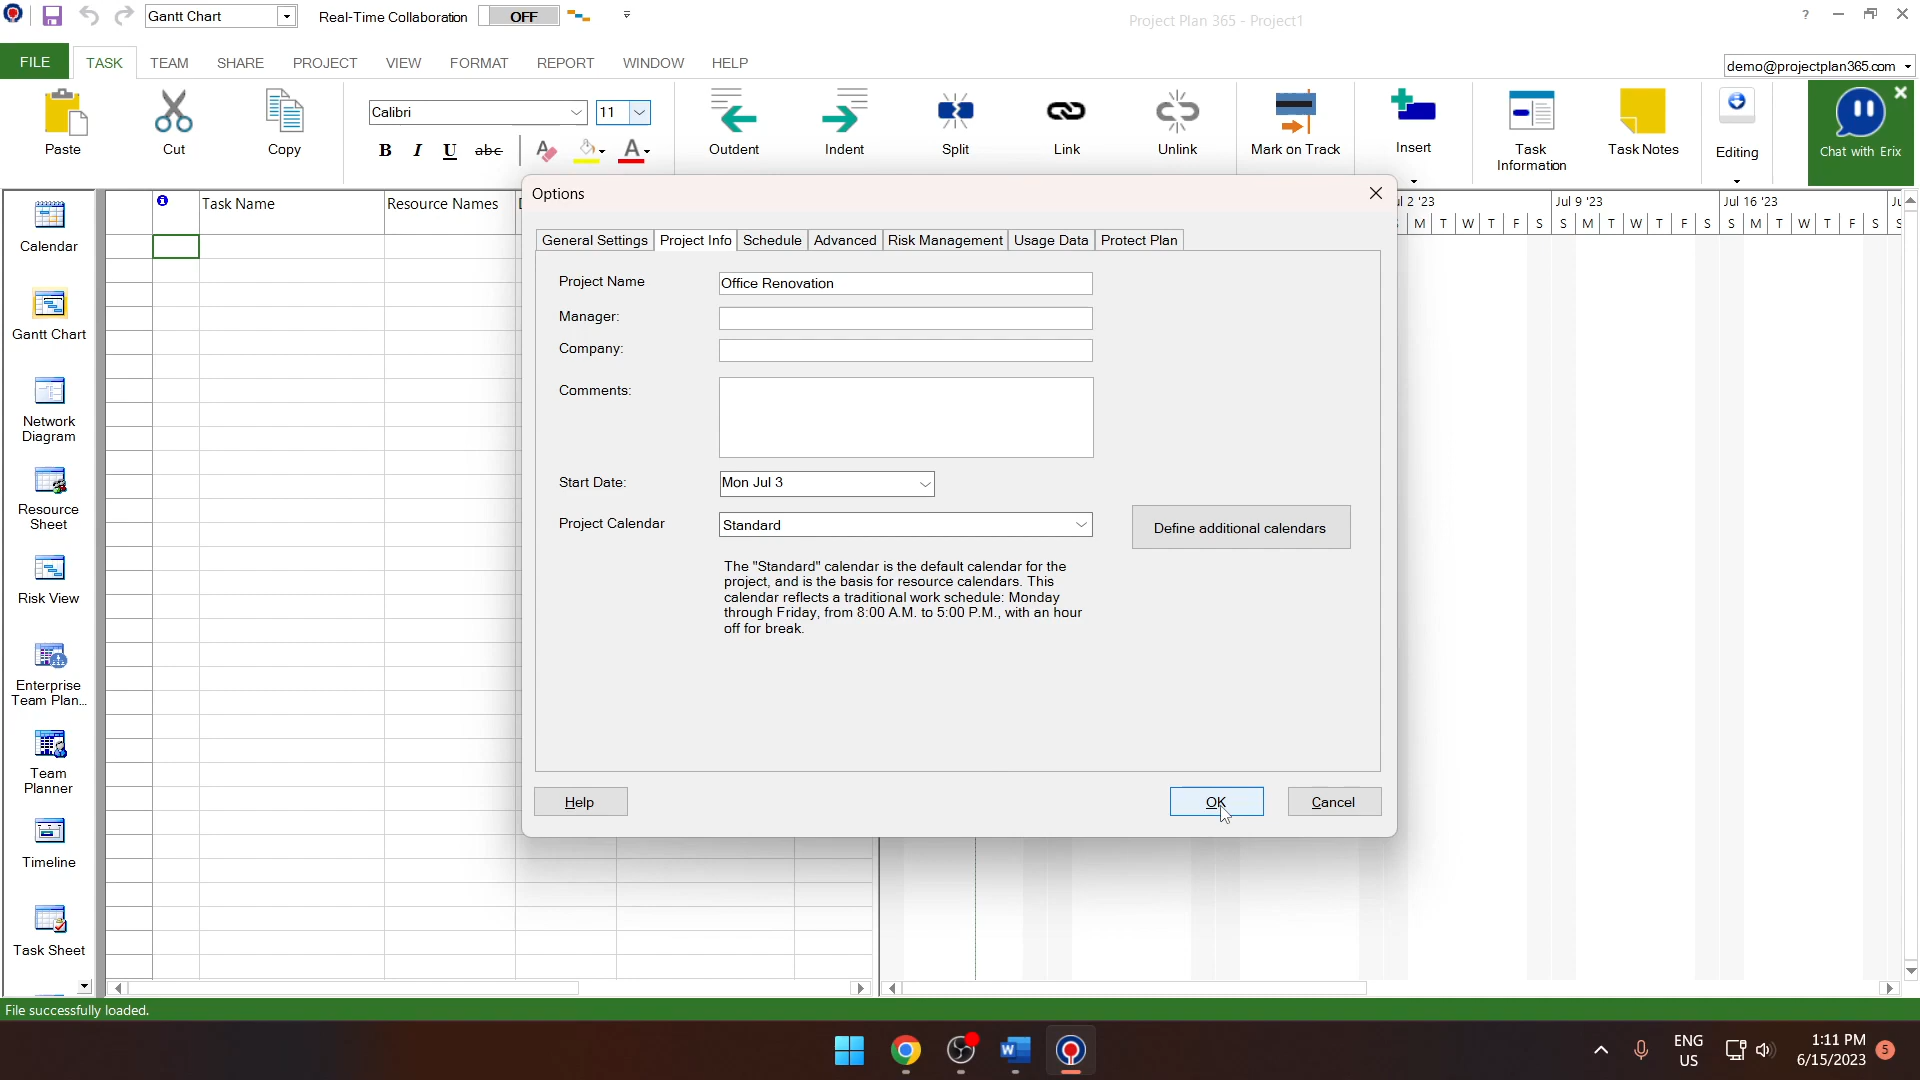 Gantt Chart
Real-Time Collaboration
OFF
Project Plan 365 - Project1
?
FILE
TASK
TEAM
SHARE
PROJECT
VIEW
FORMAT
REPORT
WINDOW
HELP
demo@projectplan365.com
Paste
Cut
Copy
Calibri
11
B I U abc
A
A
Outdent
Indent
Split
Link
Unlink
Mark on Track
Insert
Task
Information
Task Notes
Editing
Chat with Erix
Calendar
Gantt Chart
Network
Diagram
Resource
Sheet
Risk View
Enterprise
Team Plan...
Team
Planner
Timeline
Task Sheet
Task Name
Resource Names
2 '23
Jul 9 '23
Jul 16 '23
M T W T F S
S M T W T F S
S M T W T F S
Options
General Settings
Project Info
Schedule
Advanced
Risk Management
Usage Data
Protect Plan
Project Name
Office Renovation
Manager:
Company:
Comments:
Start Date:
Mon Jul 3
Project Calendar
Standard
Define additional calendars
The "Standard" calendar is the default calendar for the
project, and is the basis for resource calendars. This
calendar reflects a traditional work schedule: Monday
through Friday, from 8:00 A.M. to 5:00 P.M., with an hour
off for break.
Help
OK
Cancel
File successfully loaded.
ENG
US
1:11 PM
6/15/2023
5